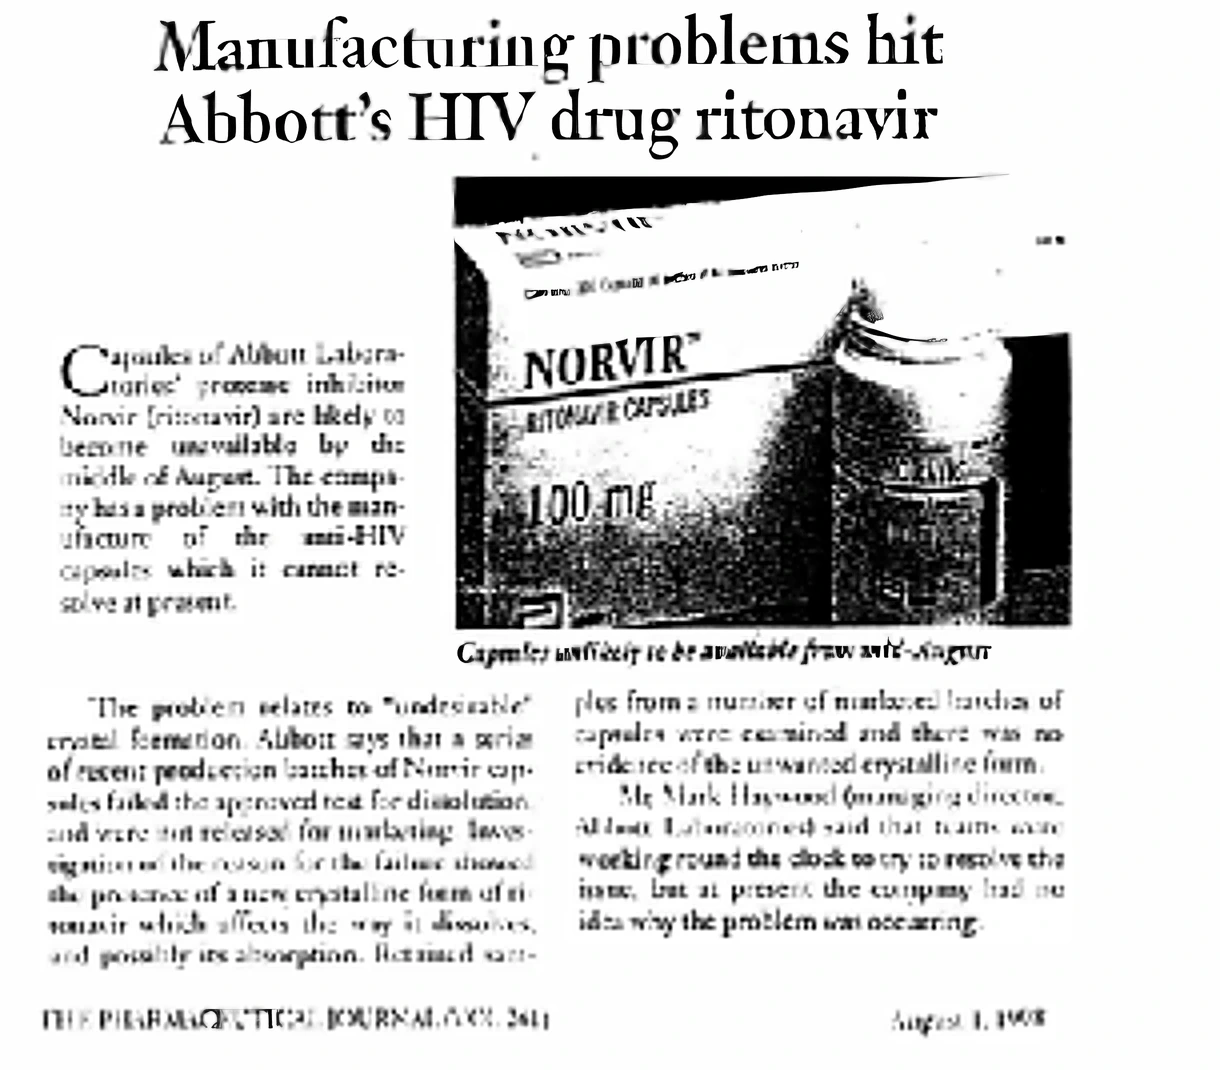 Manufacturing problems hit
Abbott's HIV drug ritonavir
NORVIR™
RITONAVIR CAPSULES
100 mg
Capsules of Abbott Labora-
tories' protease inhibitor
Norvir (ritonavir) are likely to
become unavailable by the
middle of August. The compa-
ny has a problem with the man-
ufacture of the anti-HIV
capsules which it cannot re-
solve at present.
Capsules unlikely to be available from mid-August
The problem relates to "undesirable"
crystal formation. Abbott says that a series
of recent production batches of Norvir cap-
sules failed the approved test for dissolution,
and were not released for marketing. Inves-
tigation of the reason for the failure showed
the presence of a new crystalline form of ri-
tonavir which affects the way it dissolves,
and possibly its absorption. Retained sam-
ples from a number of marketed batches of
capsules were examined and there was no
evidence of the unwanted crystalline form.
Mr Mark Haywood (managing director,
Abbott Laboratories) said that teams were
working round the clock to try to resolve the
issue, but at present the company had no
idea why the problem was occurring.
THE PHARMACEUTICAL JOURNAL (VOL 261)
August 1, 1998